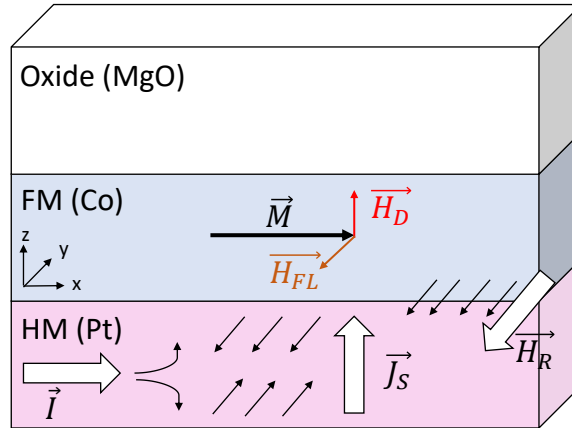 Oxide (MgO)
FM (Co)
z
y
x
M⃗
H_D⃗
H_FL⃗
HM (Pt)
I⃗
J_S⃗
H_R⃗